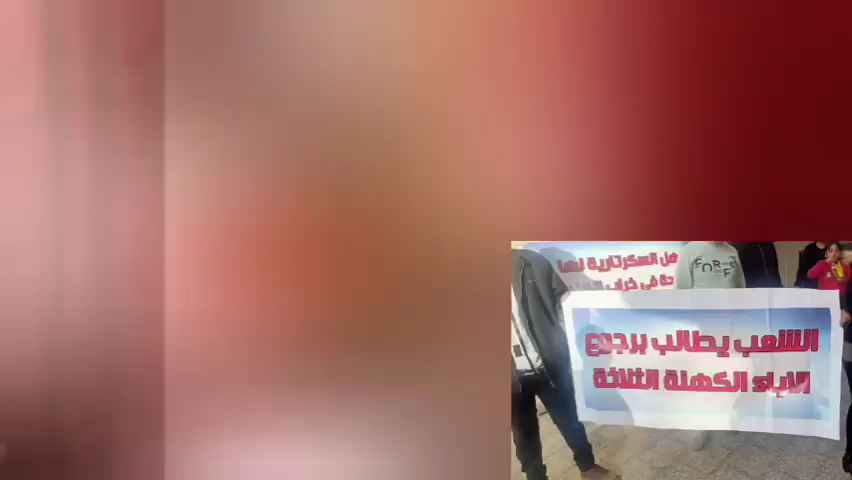 هل السكرتارية لها
الشعب يطالب برجوع
الاباء الكهنة الثلاثة